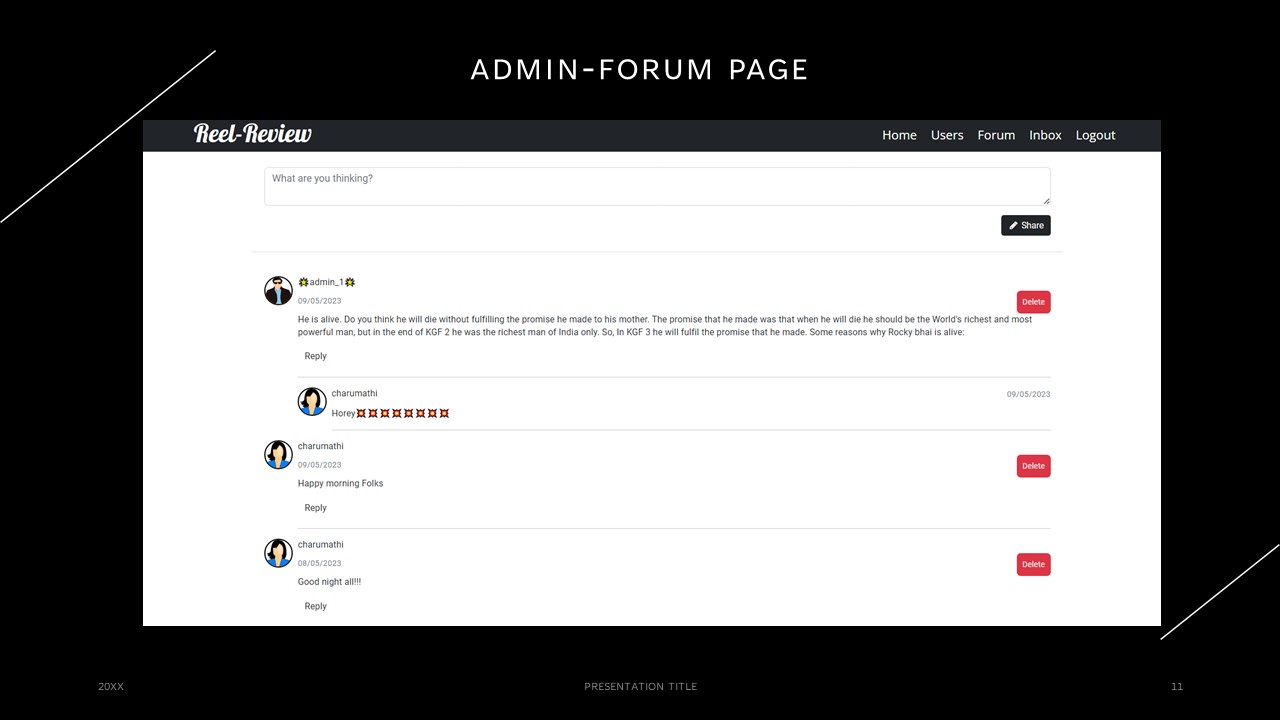 ADMIN-FORUM PAGE
Reel-Review
Home Users Forum Inbox Logout
What are you thinking?
Share
💥admin_1💥
09/05/2023
Delete
He is alive. Do you think he will die without fulfilling the promise he made to his mother. The promise that he made was that when he will die he should be the World's richest and most
powerful man, but in the end of KGF 2 he was the richest man of India only. So, In KGF 3 he will fulfil the promise that he made. Some reasons why Rocky bhai is alive:
Reply
charumathi 09/05/2023
Horey💥💥💥💥💥💥💥💥
charumathi
09/05/2023
Delete
Happy morning Folks
Reply
charumathi
08/05/2023
Delete
Good night all!!!
Reply
20XX PRESENTATION TITLE 11